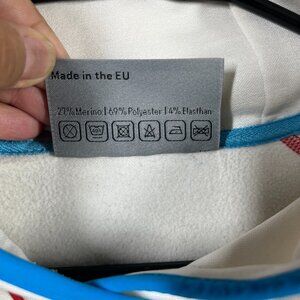 Made in the EU
27% Merino | 69% Polyester | 4% Elasthan